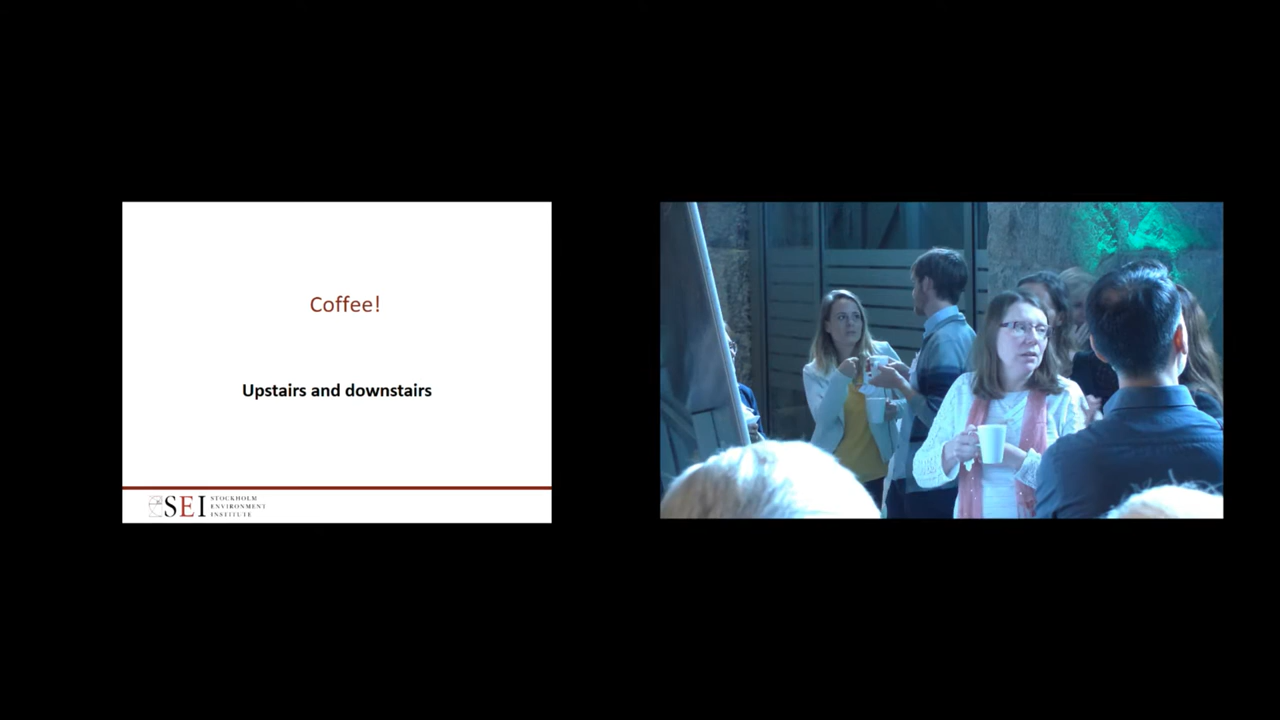 Coffee!
Upstairs and downstairs
SEI
STOCKHOLM
ENVIRONMENT
INSTITUTE